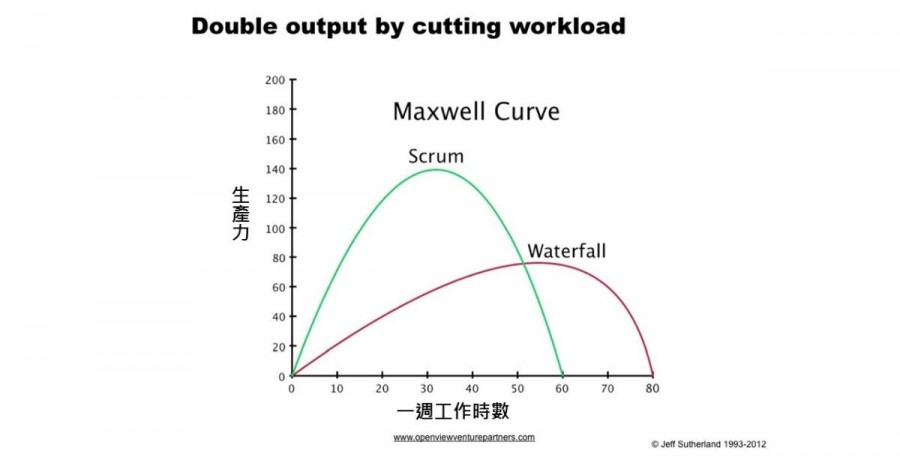 Double output by cutting workload
Maxwell Curve
Scrum
Waterfall
生產力
200
180
160
140
120
100
80
60
40
20
0
0 10 20 30 40 50 60 70 80
一週工作時數
www.openviewventurepartners.com
© Jeff Sutherland 1993-2012